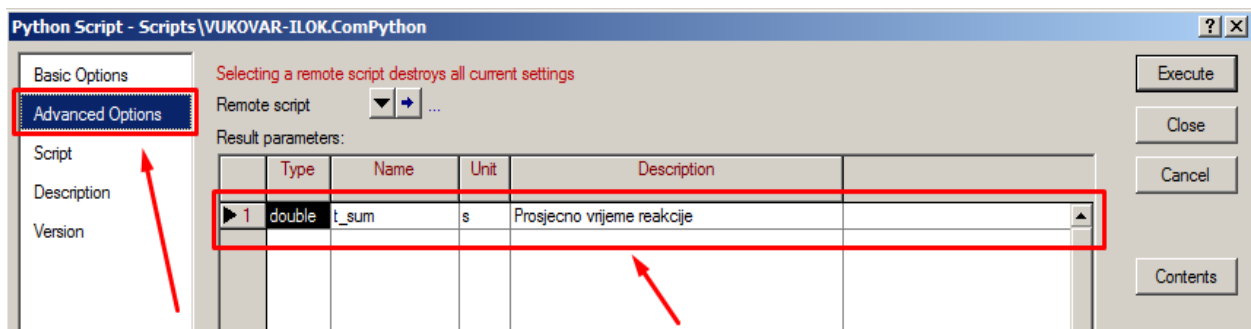 Python Script - Scripts\VUKOVAR-ILOK.ComPython
Basic Options
Advanced Options
Script
Description
Version
Selecting a remote script destroys all current settings
Remote script ...
Result parameters:
Type Name Unit Description
1 double t_sum s Prosjecno vrijeme reakcije
Execute
Close
Cancel
Contents